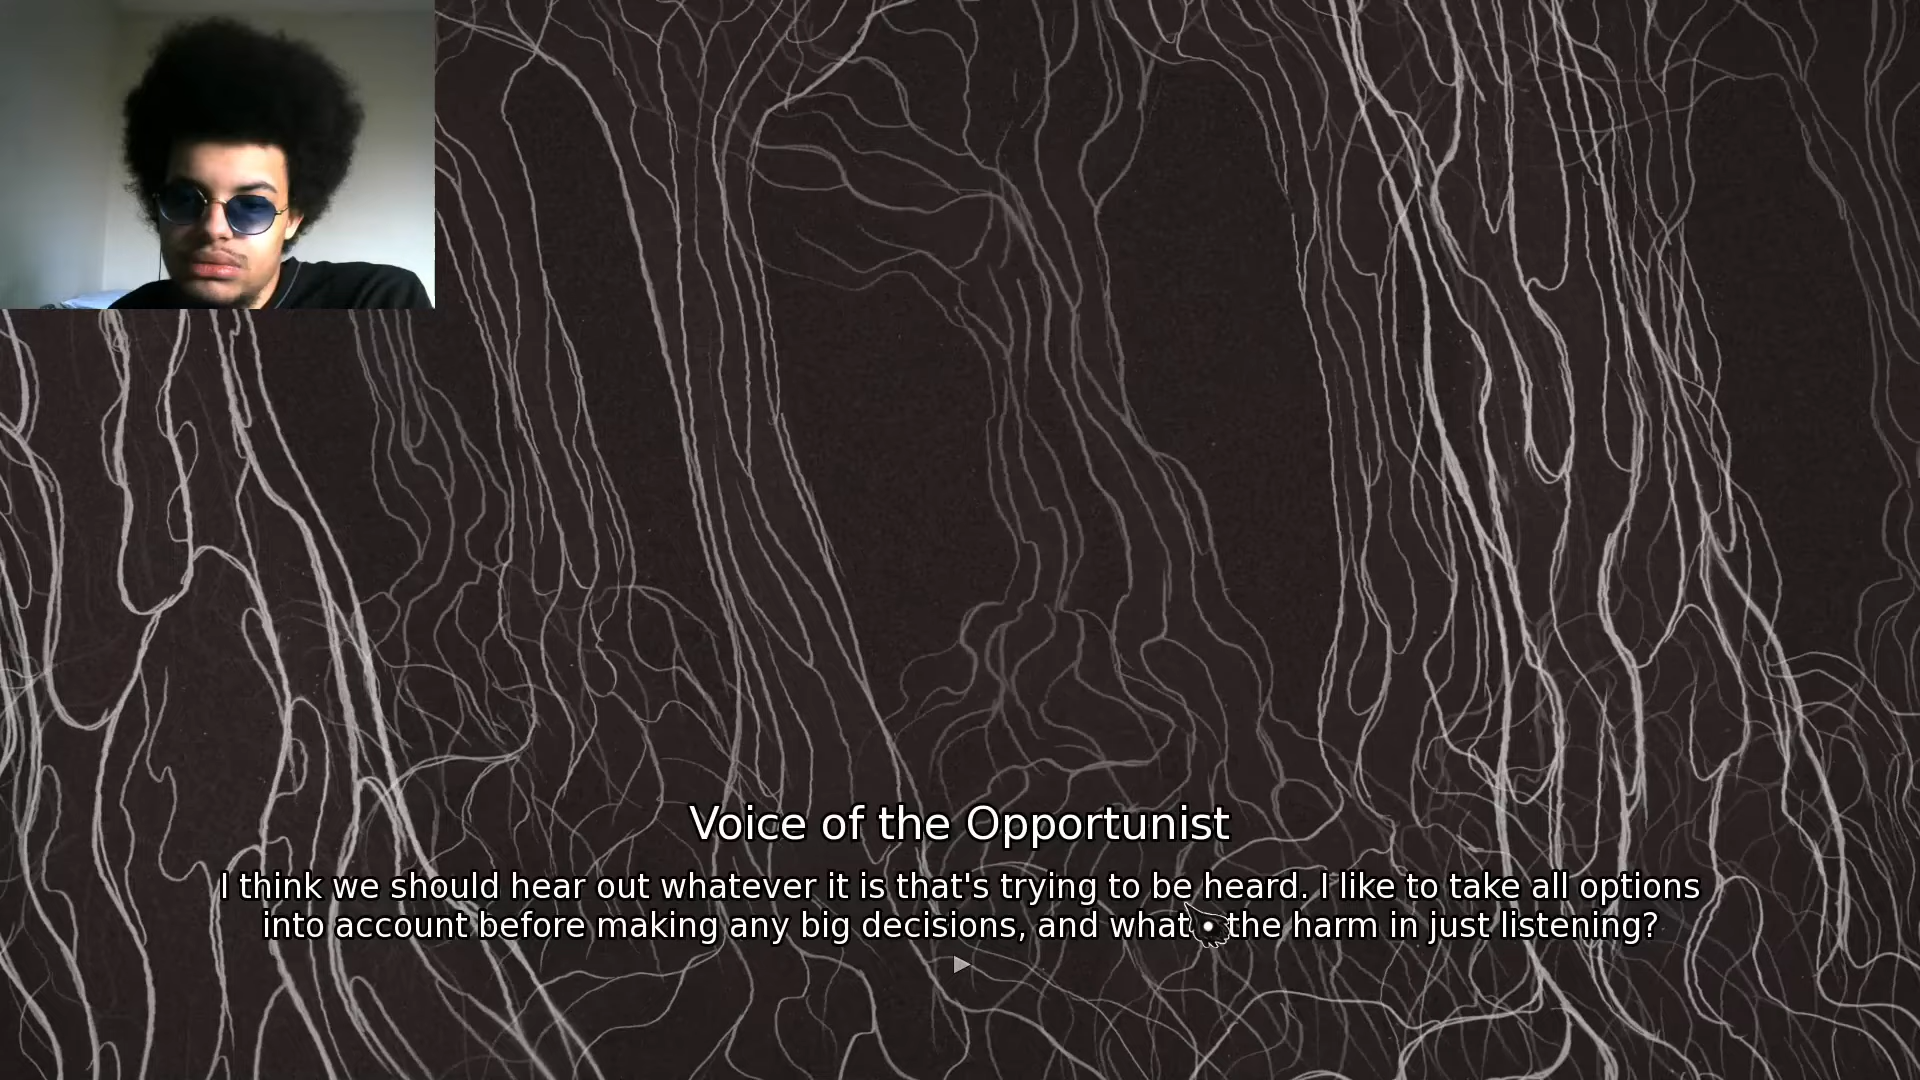 Voice of the Opportunist
I think we should hear out whatever it is that's trying to be heard. I like to take all options
into account before making any big decisions, and what the harm in just listening?